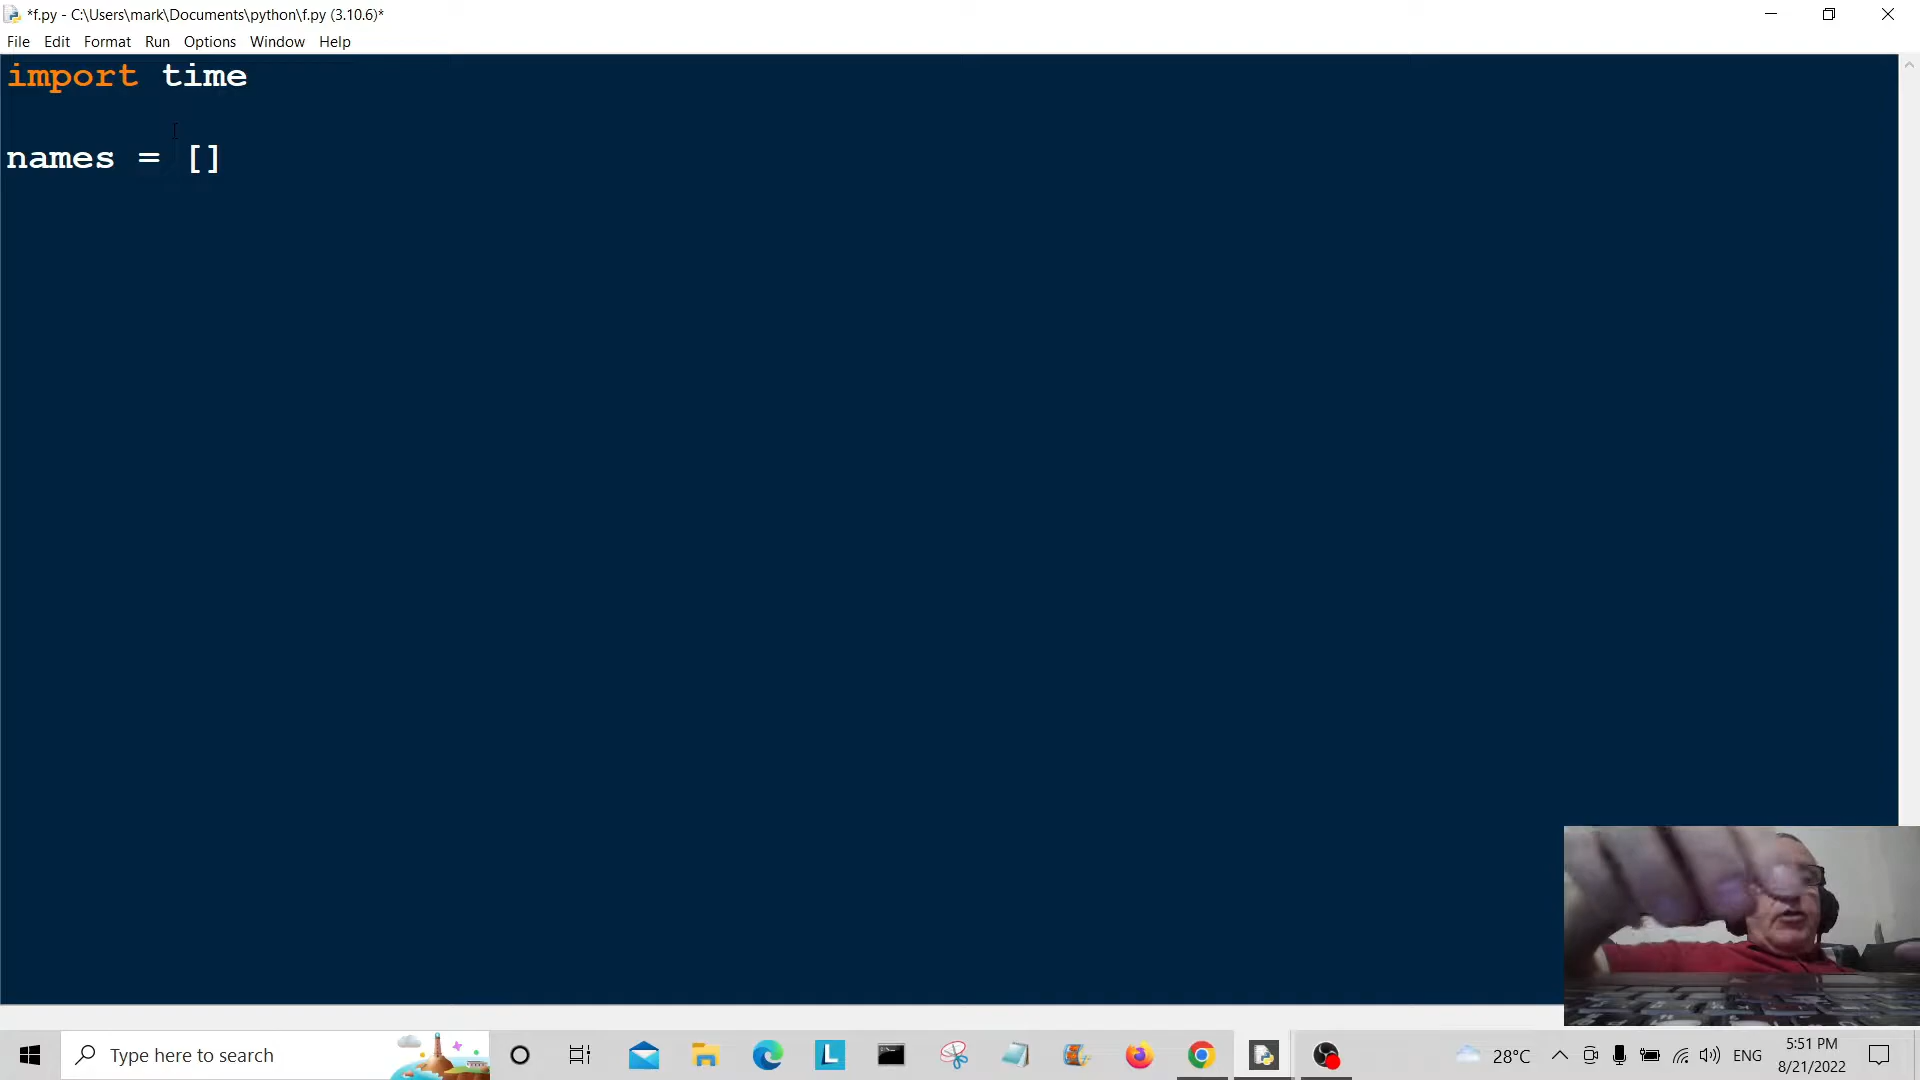 *f.py - C:\Users\mark\Documents\python\f.py (3.10.6)*
File Edit Format Run Options Window Help
import time
names = []
Type here to search
L
28°C
ENG
5:51 PM
8/21/2022